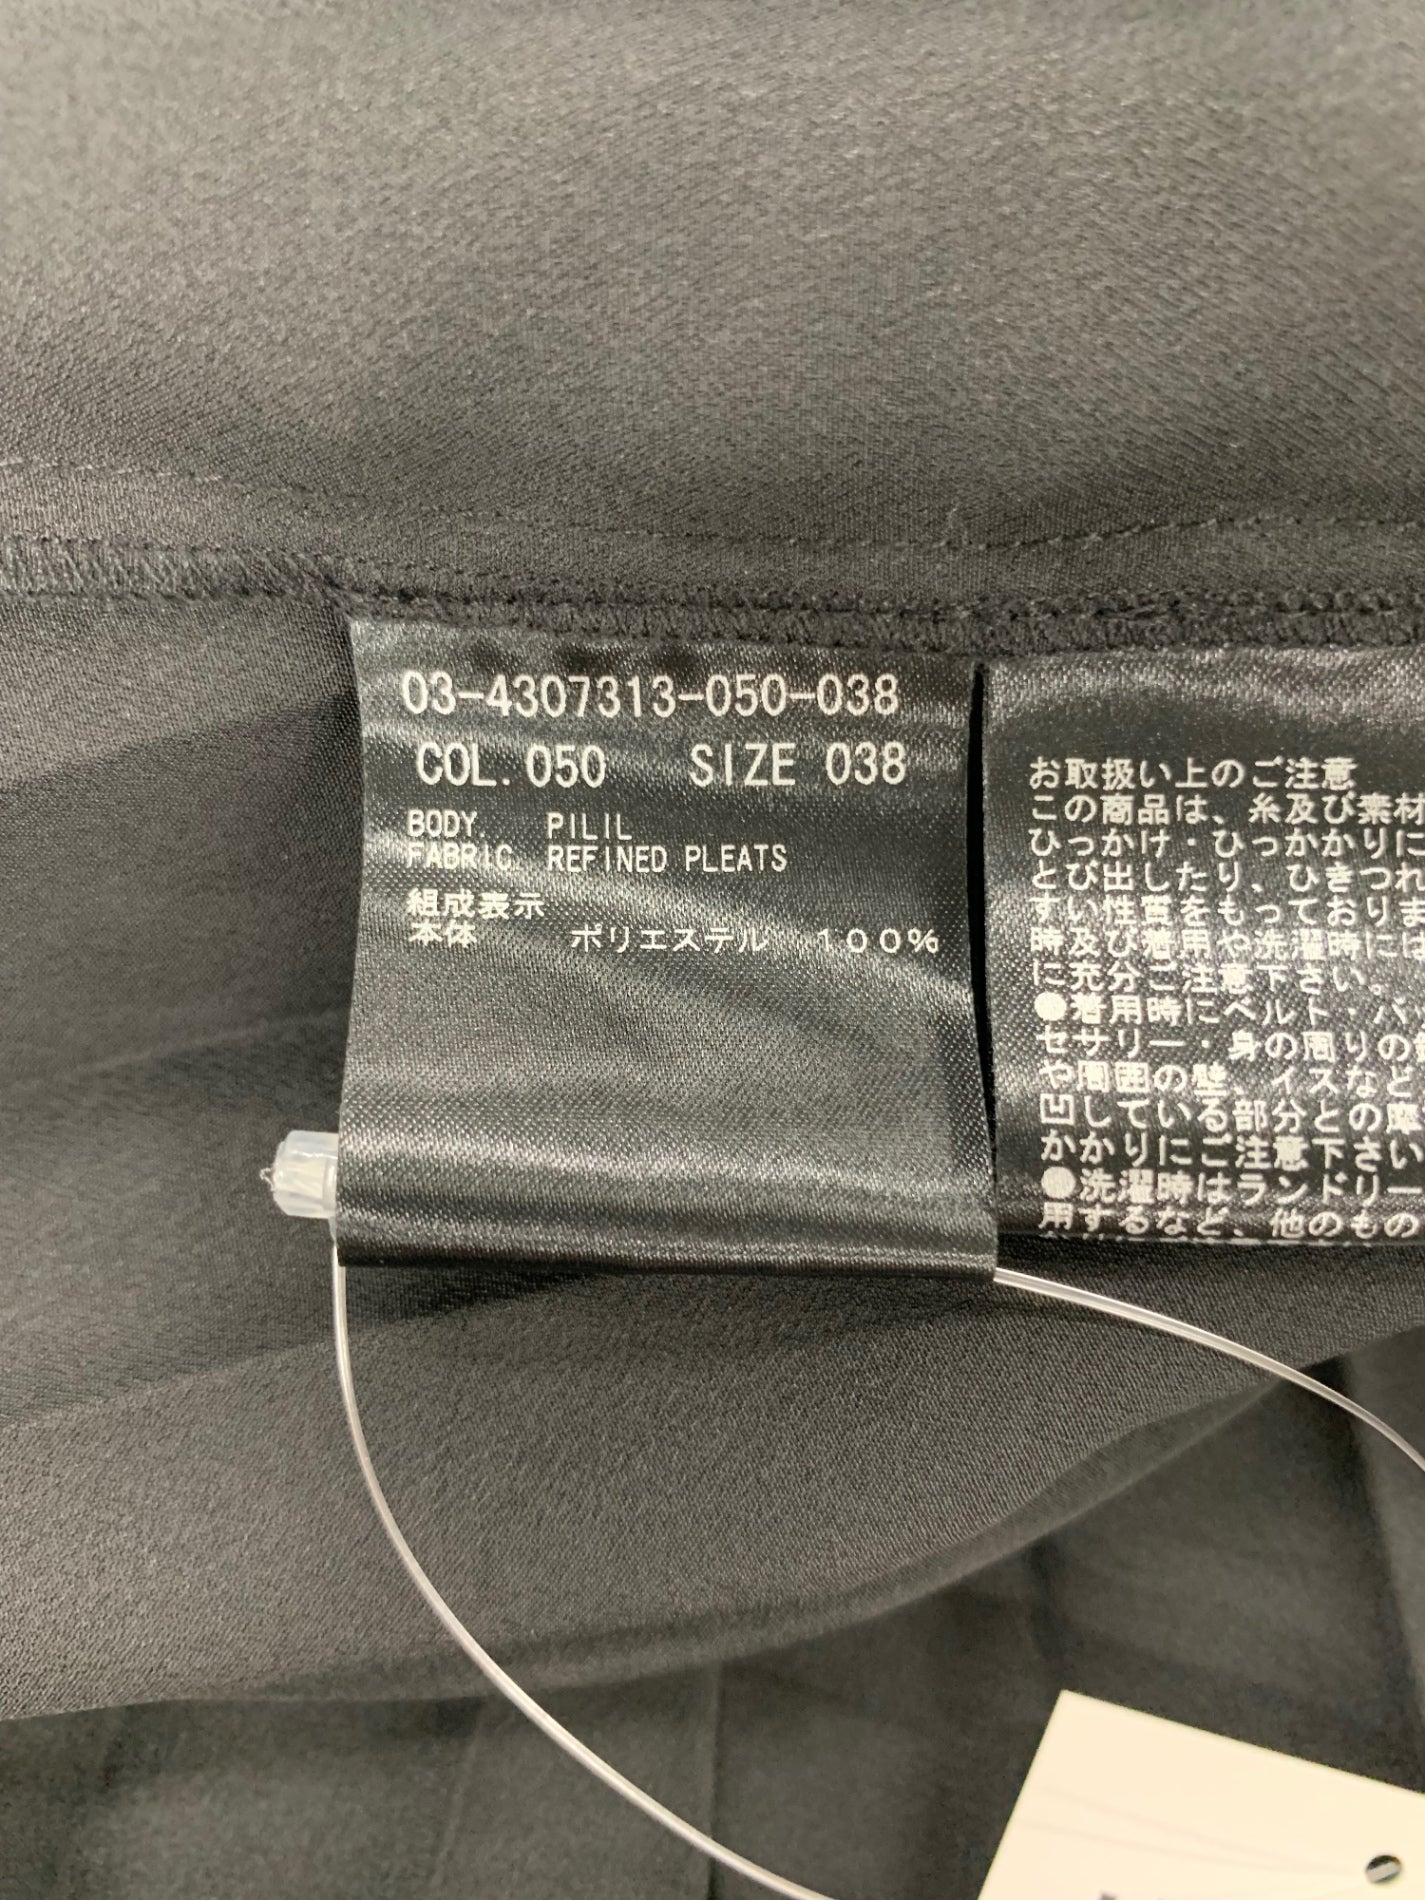 03-4307313-050-038
COL. 050 SIZE 038
BODY. PILIL
FABRIC. REFINED PLEATS
組成表示
本体 ポリエステル 100%
お取扱い上のご注意
この商品は、糸及び素材
ひっかけ・ひっかかりに
とび出したり、ひきつれ
すい性質をもっておりま
時及び着用や洗濯時には
に充分ご注意下さい。
●着用時にベルト・バ
セサリー・身の周りの
や周囲の壁、イスなど
凹している部分との摩
かかりにご注意下さい
●洗濯時はランドリー
用するなど、他のもの